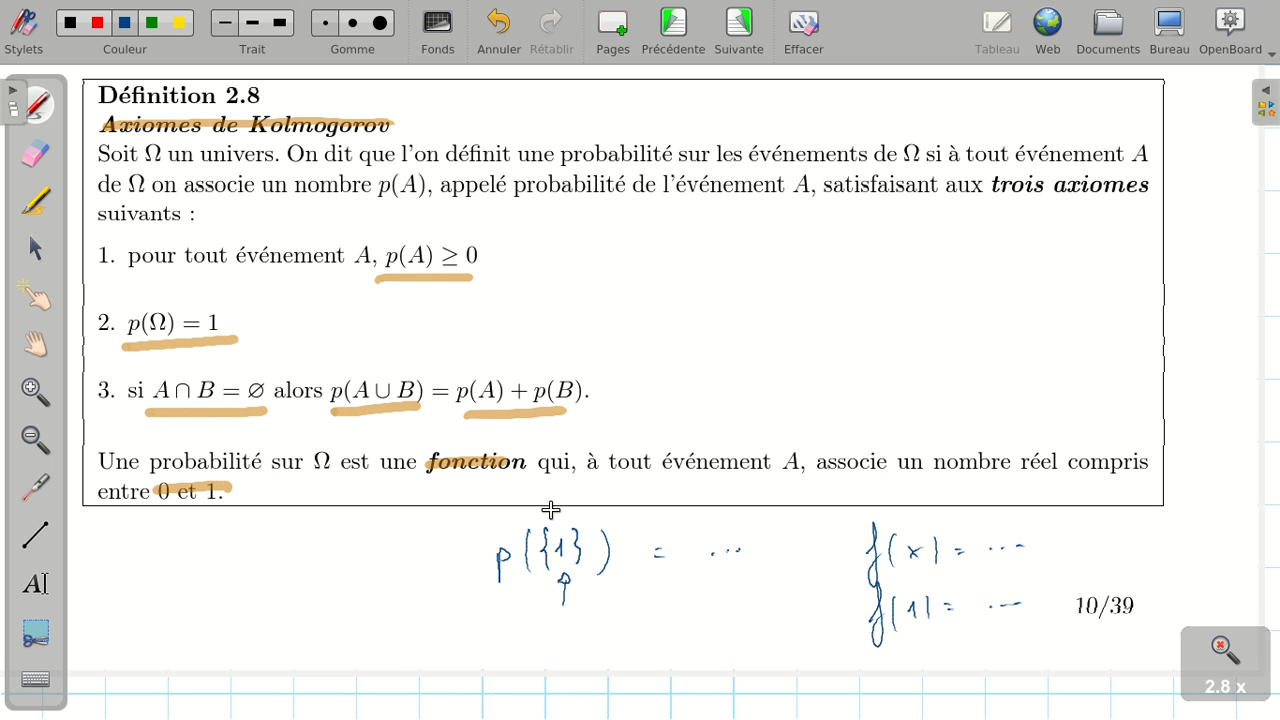 Stylets Couleur Trait Gomme Fonds Annuler Rétablir Pages Précédente Suivante Effacer Tableau Web Documents Bureau OpenBoard
Définition 2.8
Axiomes de Kolmogorov
Soit Ω un univers. On dit que l'on définit une probabilité sur les événements de Ω si à tout événement A
de Ω on associe un nombre p(A), appelé probabilité de l'événement A, satisfaisant aux trois axiomes
suivants :
1. pour tout événement A, p(A) ≥ 0
2. p(Ω) = 1
3. si A ∩ B = ∅ alors p(A ∪ B) = p(A) + p(B).
Une probabilité sur Ω est une fonction qui, à tout événement A, associe un nombre réel compris
entre 0 et 1.
p({1}) = ... f(x) = ...
f(1) = ... 10/39
A
2.8 x